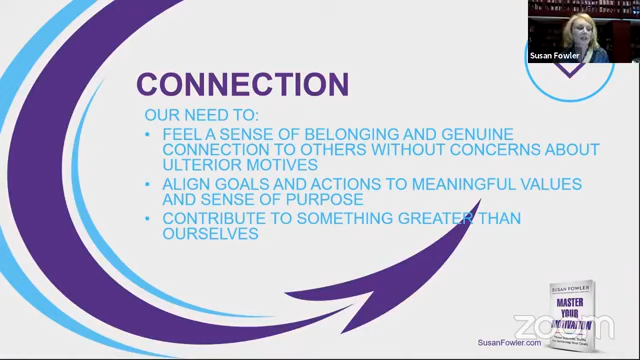 Susan Fowler
CONNECTION
OUR NEED TO:
• FEEL A SENSE OF BELONGING AND GENUINE
CONNECTION TO OTHERS WITHOUT CONCERNS ABOUT
ULTERIOR MOTIVES
• ALIGN GOALS AND ACTIONS TO MEANINGFUL VALUES
AND SENSE OF PURPOSE
• CONTRIBUTE TO SOMETHING GREATER THAN
OURSELVES
SUSAN FOWLER
MASTER
YOUR
MOTIVATION
zoom
SusanFowler.com